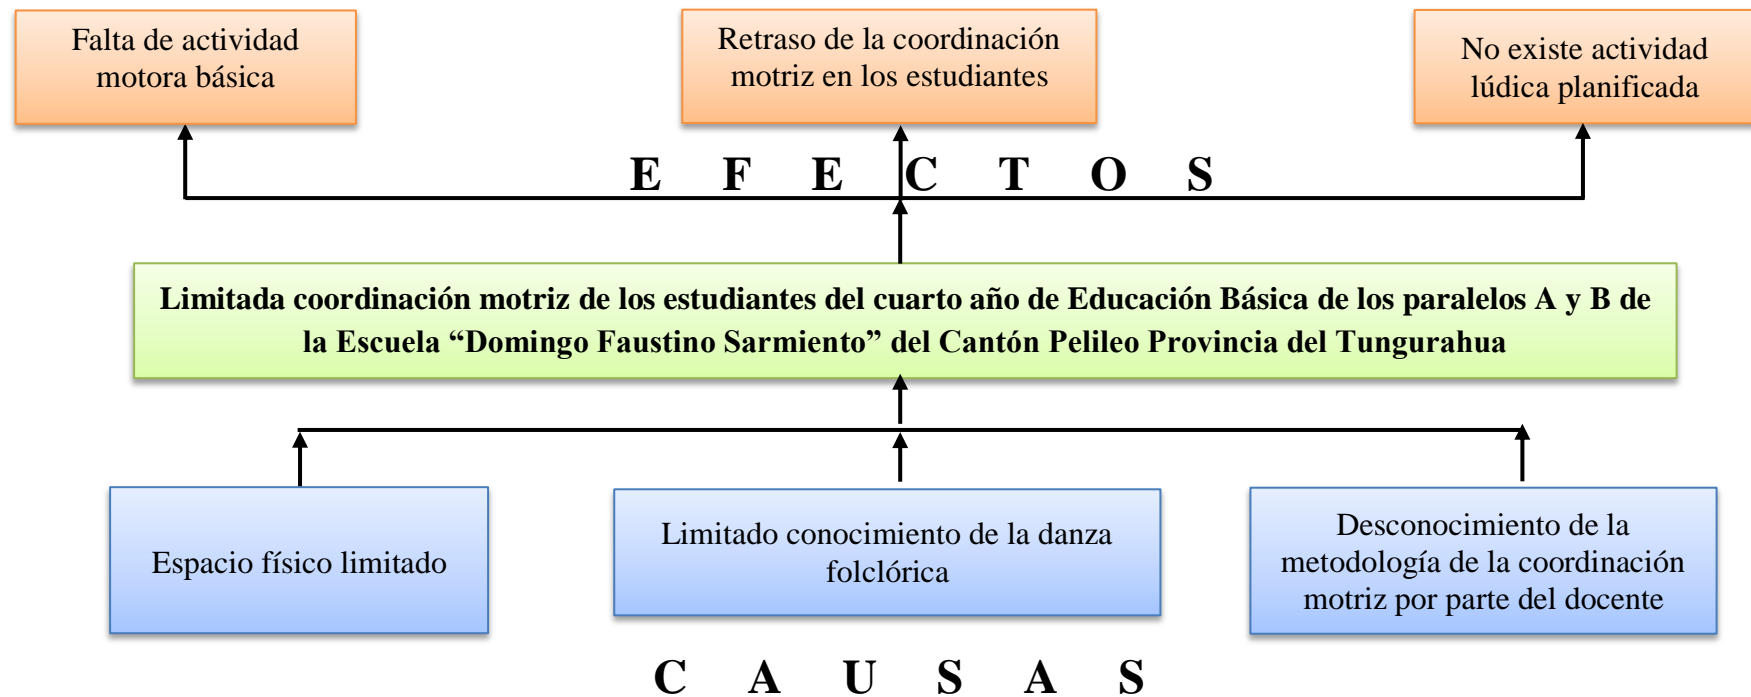 Falta de actividad
motora básica
Retraso de la coordinación
motriz en los estudiantes
No existe actividad
lúdica planificada
E F E C T O S
Limitada coordinación motriz de los estudiantes del cuarto año de Educación Básica de los paralelos A y B de
la Escuela “Domingo Faustino Sarmiento” del Cantón Pelileo Provincia del Tungurahua
Espacio físico limitado
Limitado conocimiento de la danza
folclórica
Desconocimiento de la
metodología de la coordinación
motriz por parte del docente
C A U S A S